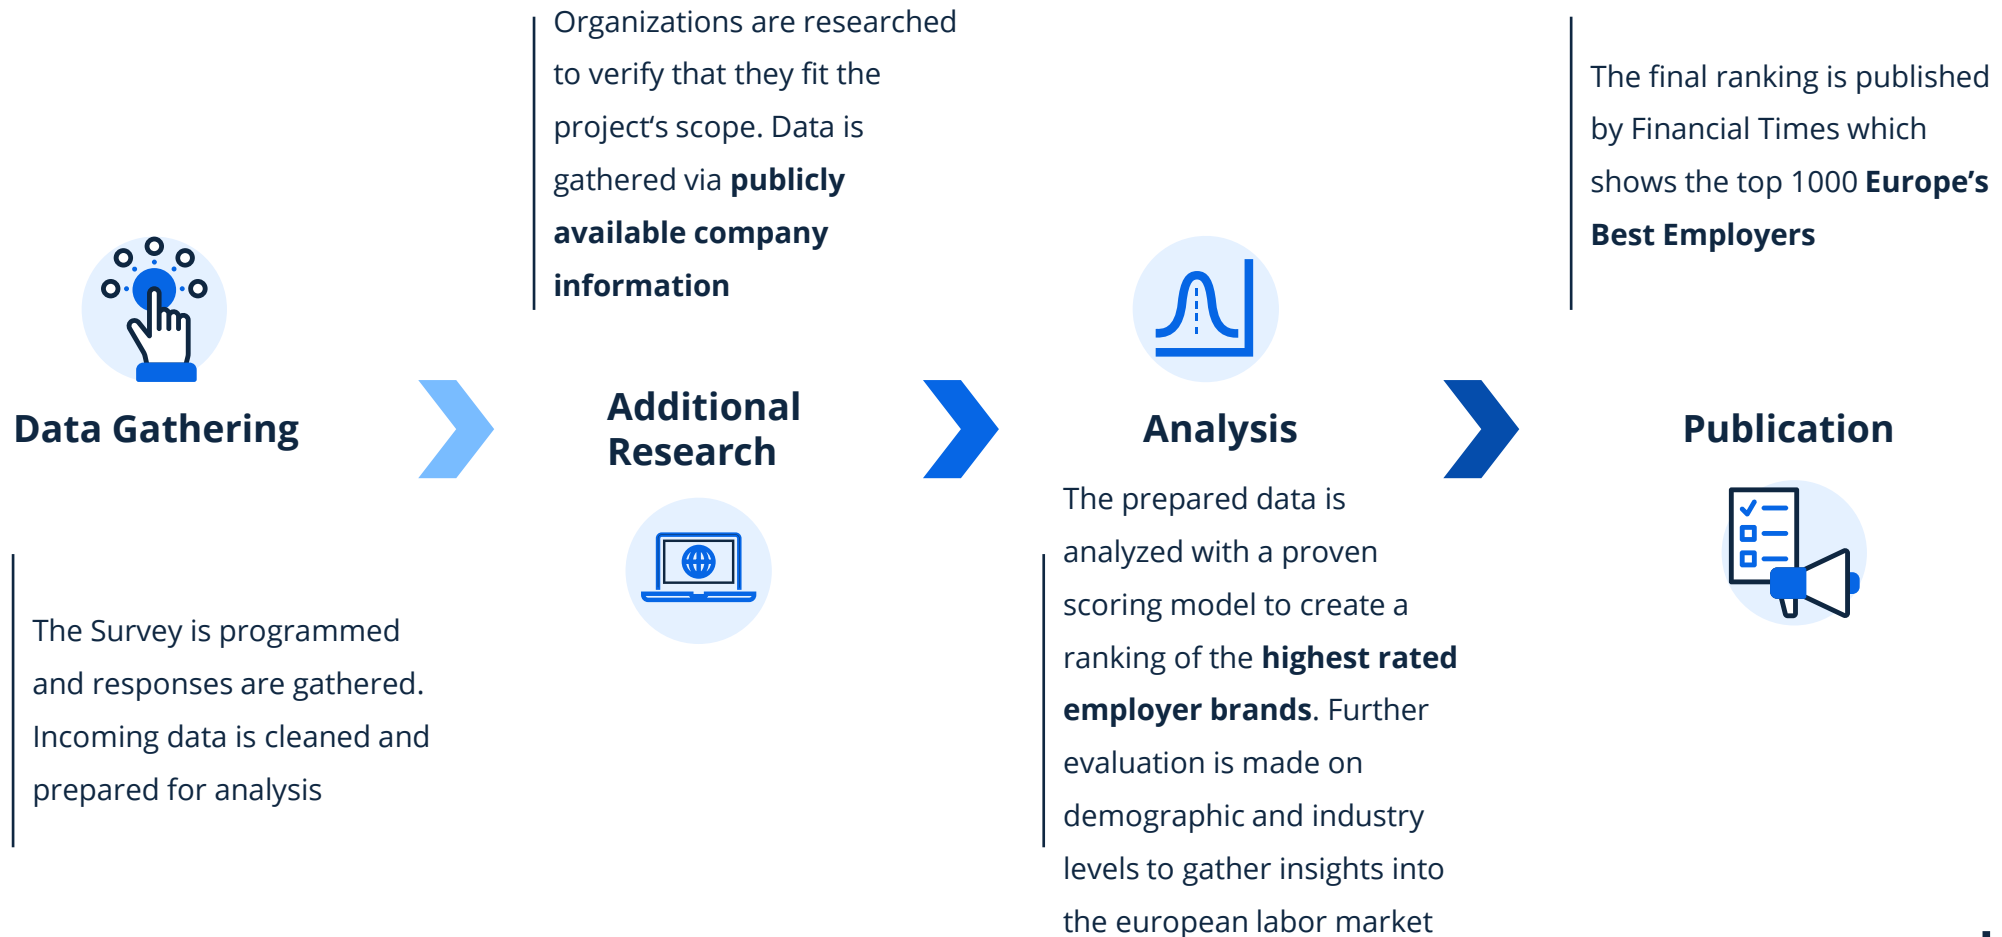 Data Gathering
The Survey is programmed
and responses are gathered.
Incoming data is cleaned and
prepared for analysis
Organizations are researched
to verify that they fit the
project‘s scope. Data is
gathered via publicly
available company
information
Additional
Research
Analysis
The prepared data is
analyzed with a proven
scoring model to create a
ranking of the highest rated
employer brands. Further
evaluation is made on
demographic and industry
levels to gather insights into
the european labor market
The final ranking is published
by Financial Times which
shows the top 1000 Europe’s
Best Employers
Publication